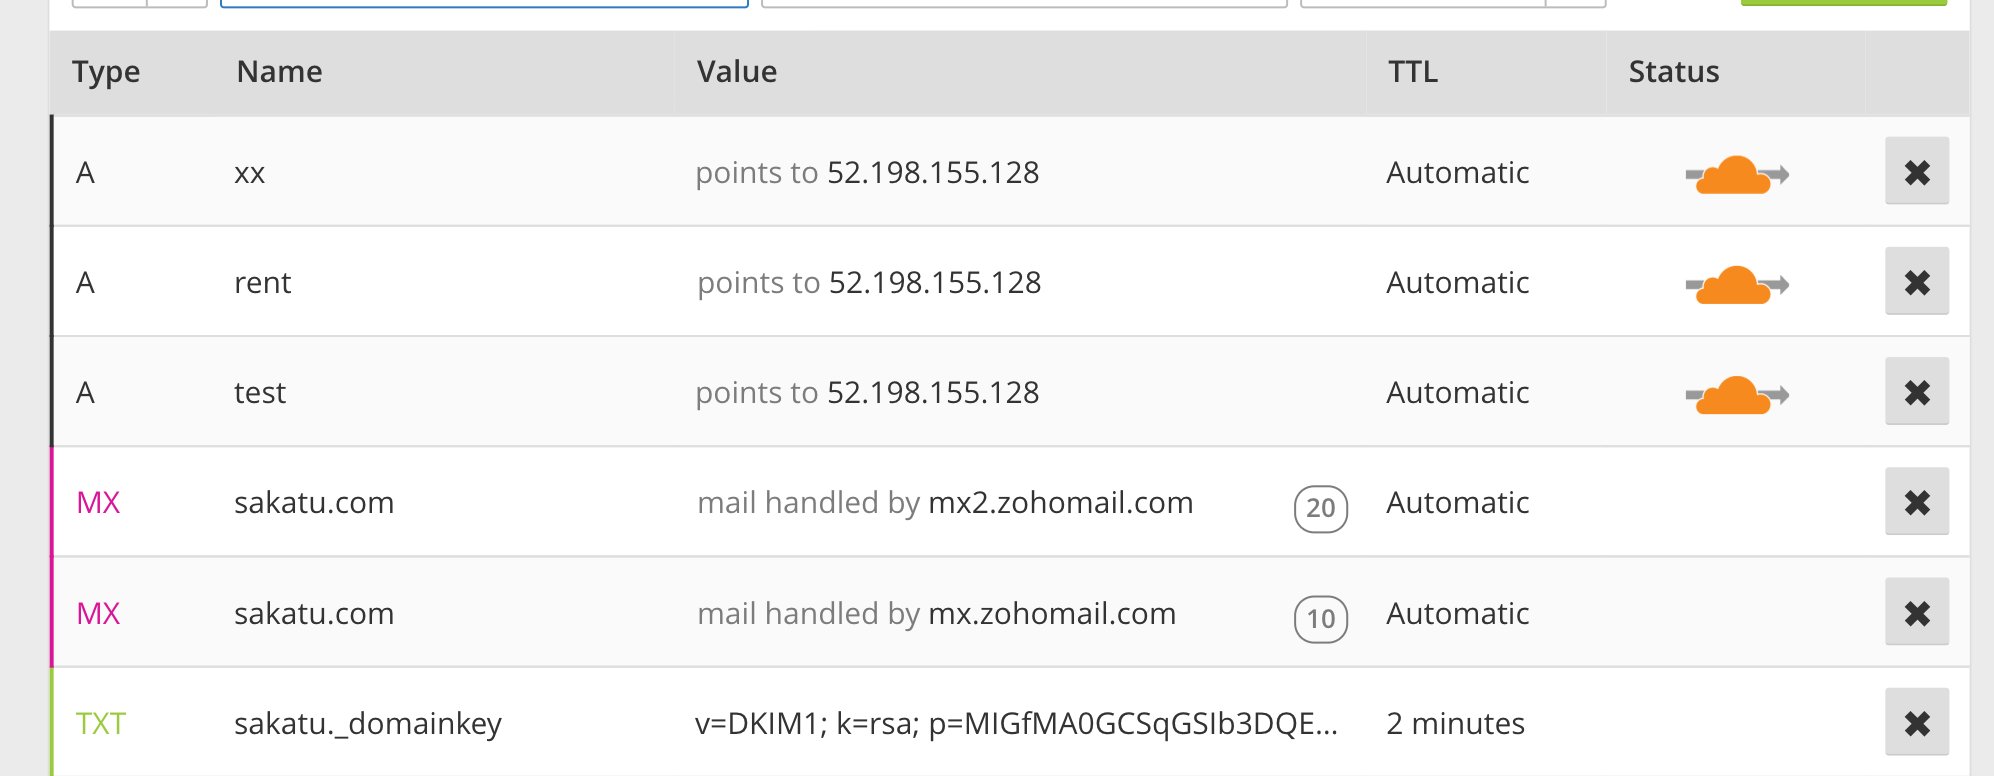 Type Name Value TTL Status
A xx points to 52.198.155.128 Automatic
A rent points to 52.198.155.128 Automatic
A test points to 52.198.155.128 Automatic
MX sakatu.com mail handled by mx2.zohomail.com 20 Automatic
MX sakatu.com mail handled by mx.zohomail.com 10 Automatic
TXT sakatu._domainkey v=DKIM1; k=rsa; p=MIGfMA0GCSqGSIb3DQE... 2 minutes